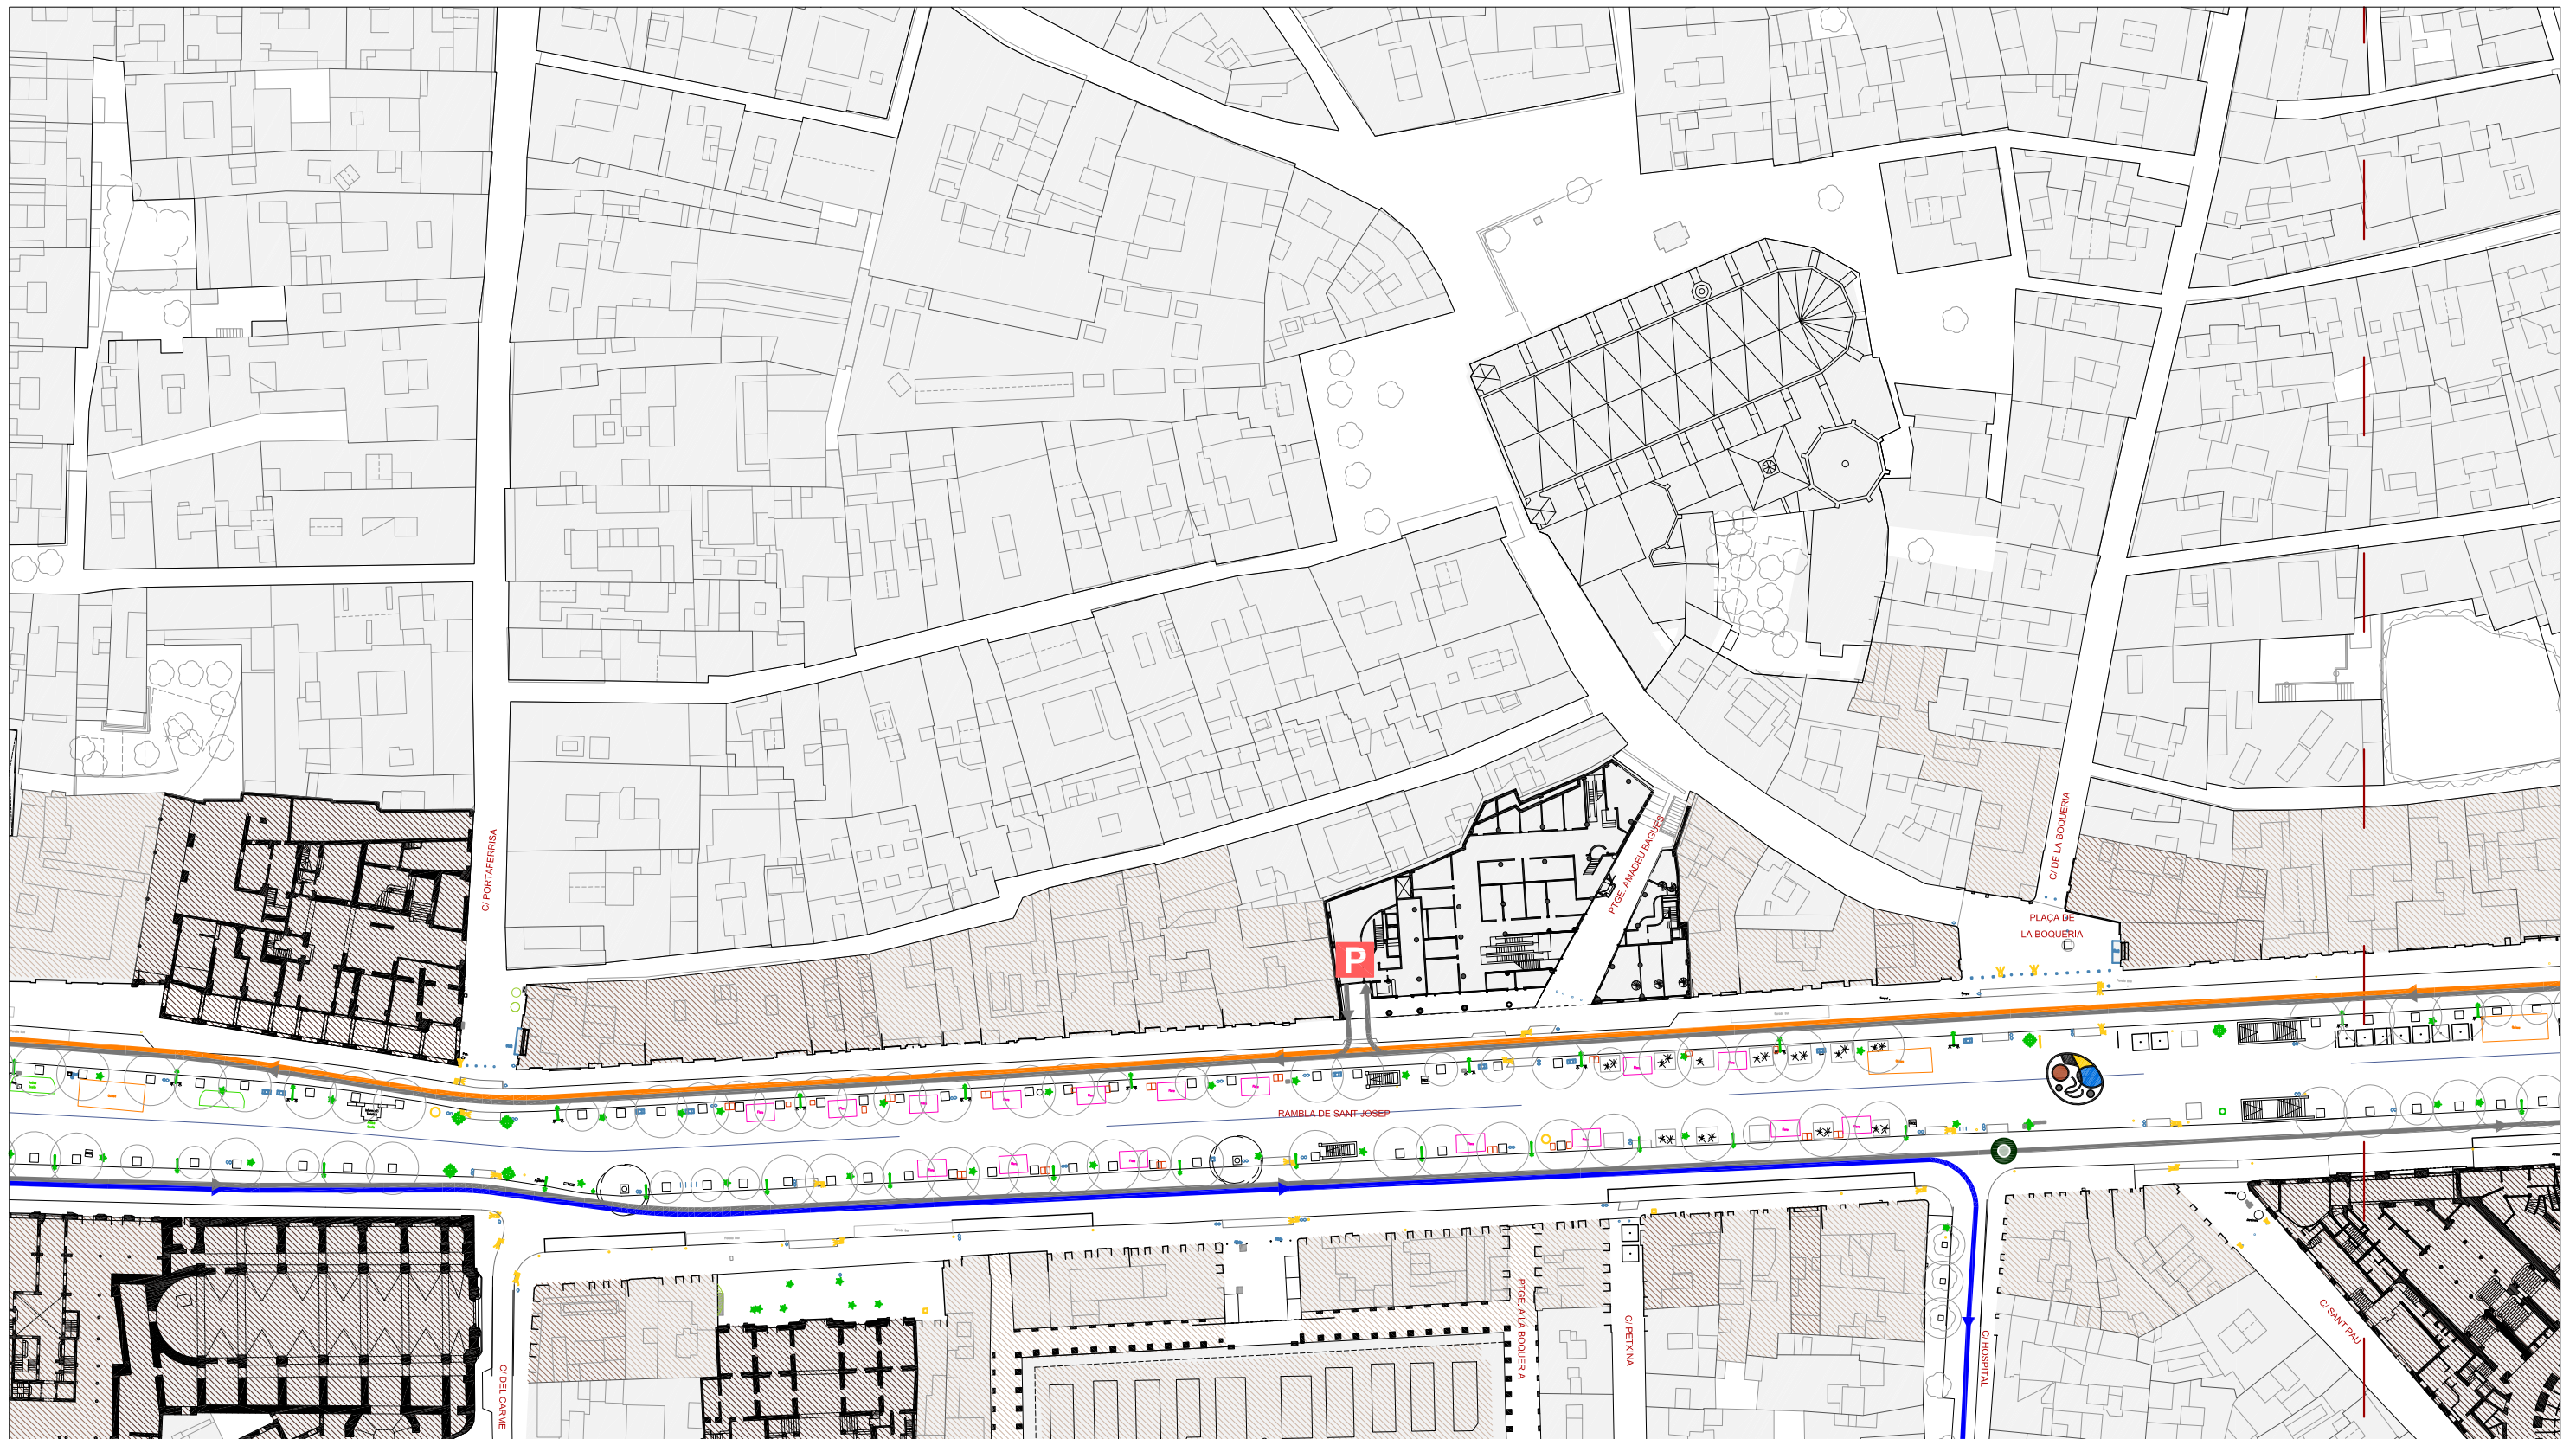 C/ PORTAFERRISA
PTGE. AMADEU BAGUÉS
C/ DE LA BOQUERIA
PLAÇA DE
LA BOQUERIA
P
RAMBLA DE SANT JOSEP
C/ DEL CARME
PTGE. A LA BOQUERIA
C/ PETXINA
C/ HOSPITAL
C/ SANT PAU